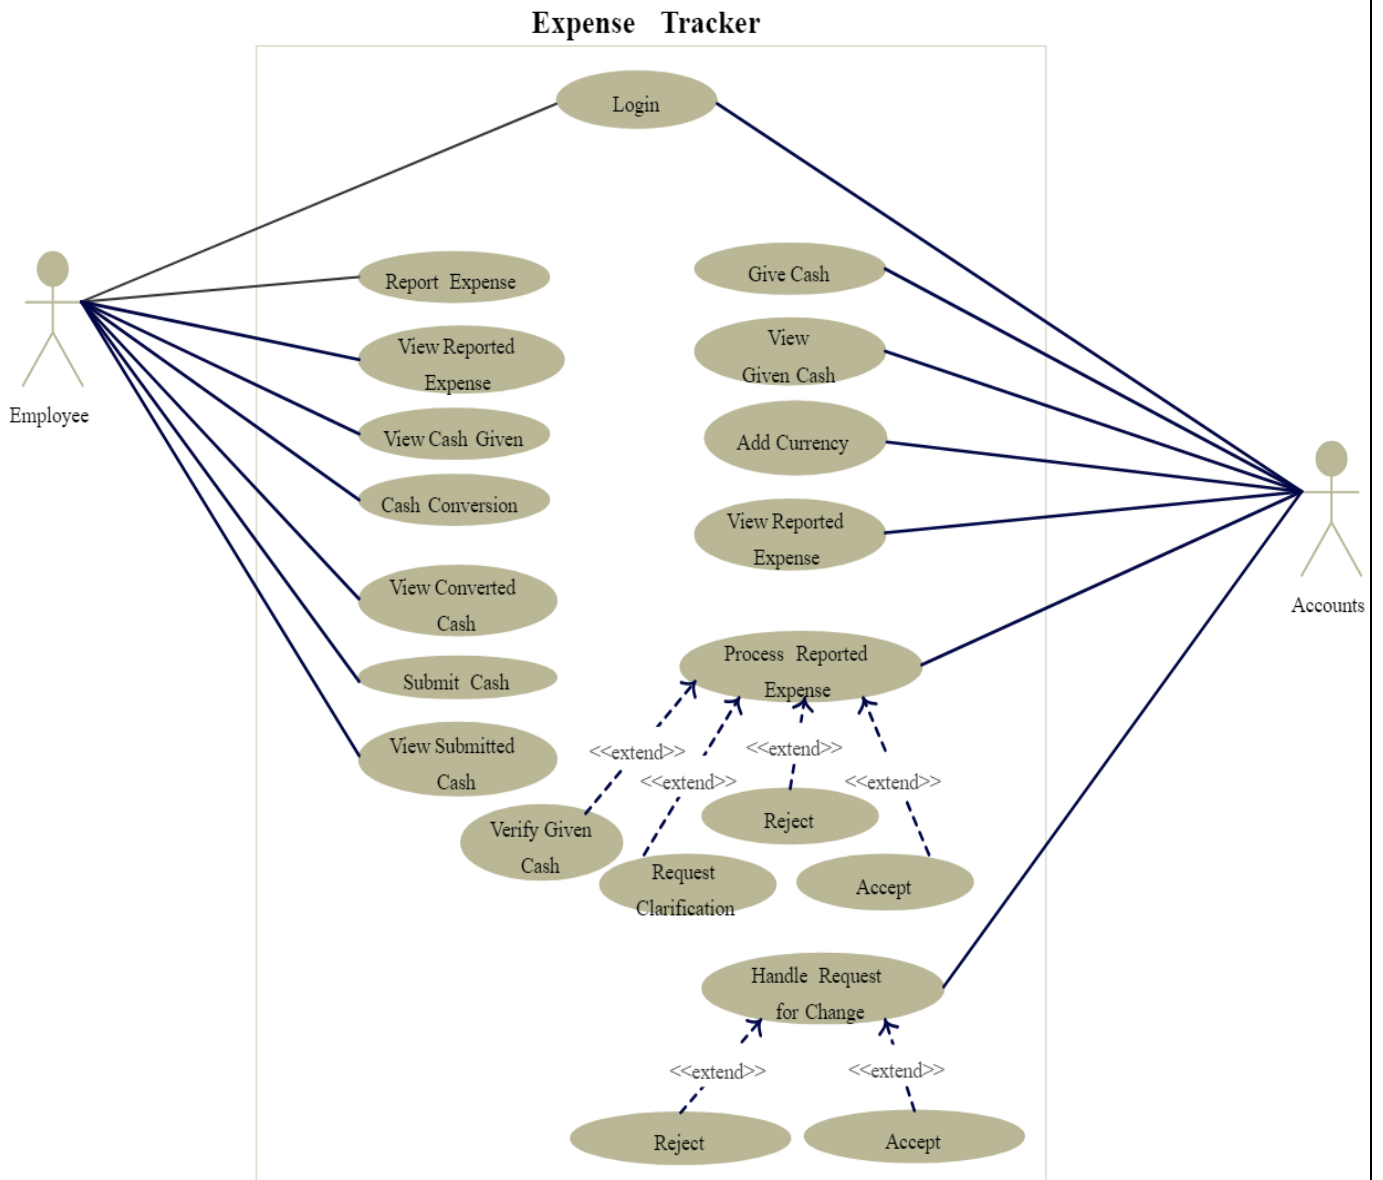 Expense Tracker
Login
Report Expense
Give Cash
View Reported
Expense
View
Given Cash
Employee
View Cash Given
Add Currency
Cash Conversion
View Reported
Expense
View Converted
Cash
Accounts
Submit Cash
Process Reported
Expense
View Submitted
Cash
<<extend>>
<<extend>>
<<extend>>
<<extend>>
Verify Given
Cash
Reject
Request
Clarification
Accept
Handle Request
for Change
<<extend>>
<<extend>>
Reject
Accept